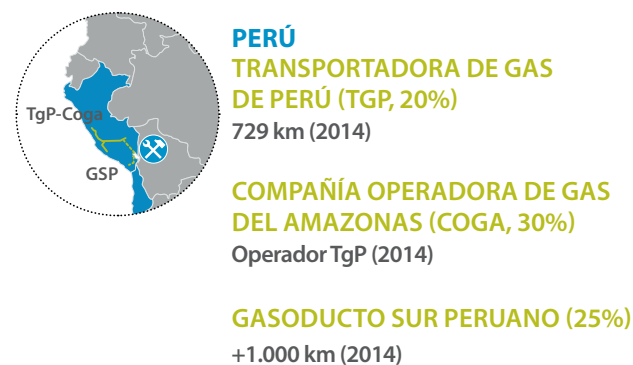 PERÚ
TRANSPORTADORA DE GAS
DE PERÚ (TGP, 20%)
729 km (2014)
TgP-Coga
GSP
COMPAÑÍA OPERADORA DE GAS
DEL AMAZONAS (COGA, 30%)
Operador TgP (2014)
GASODUCTO SUR PERUANO (25%)
+1.000 km (2014)